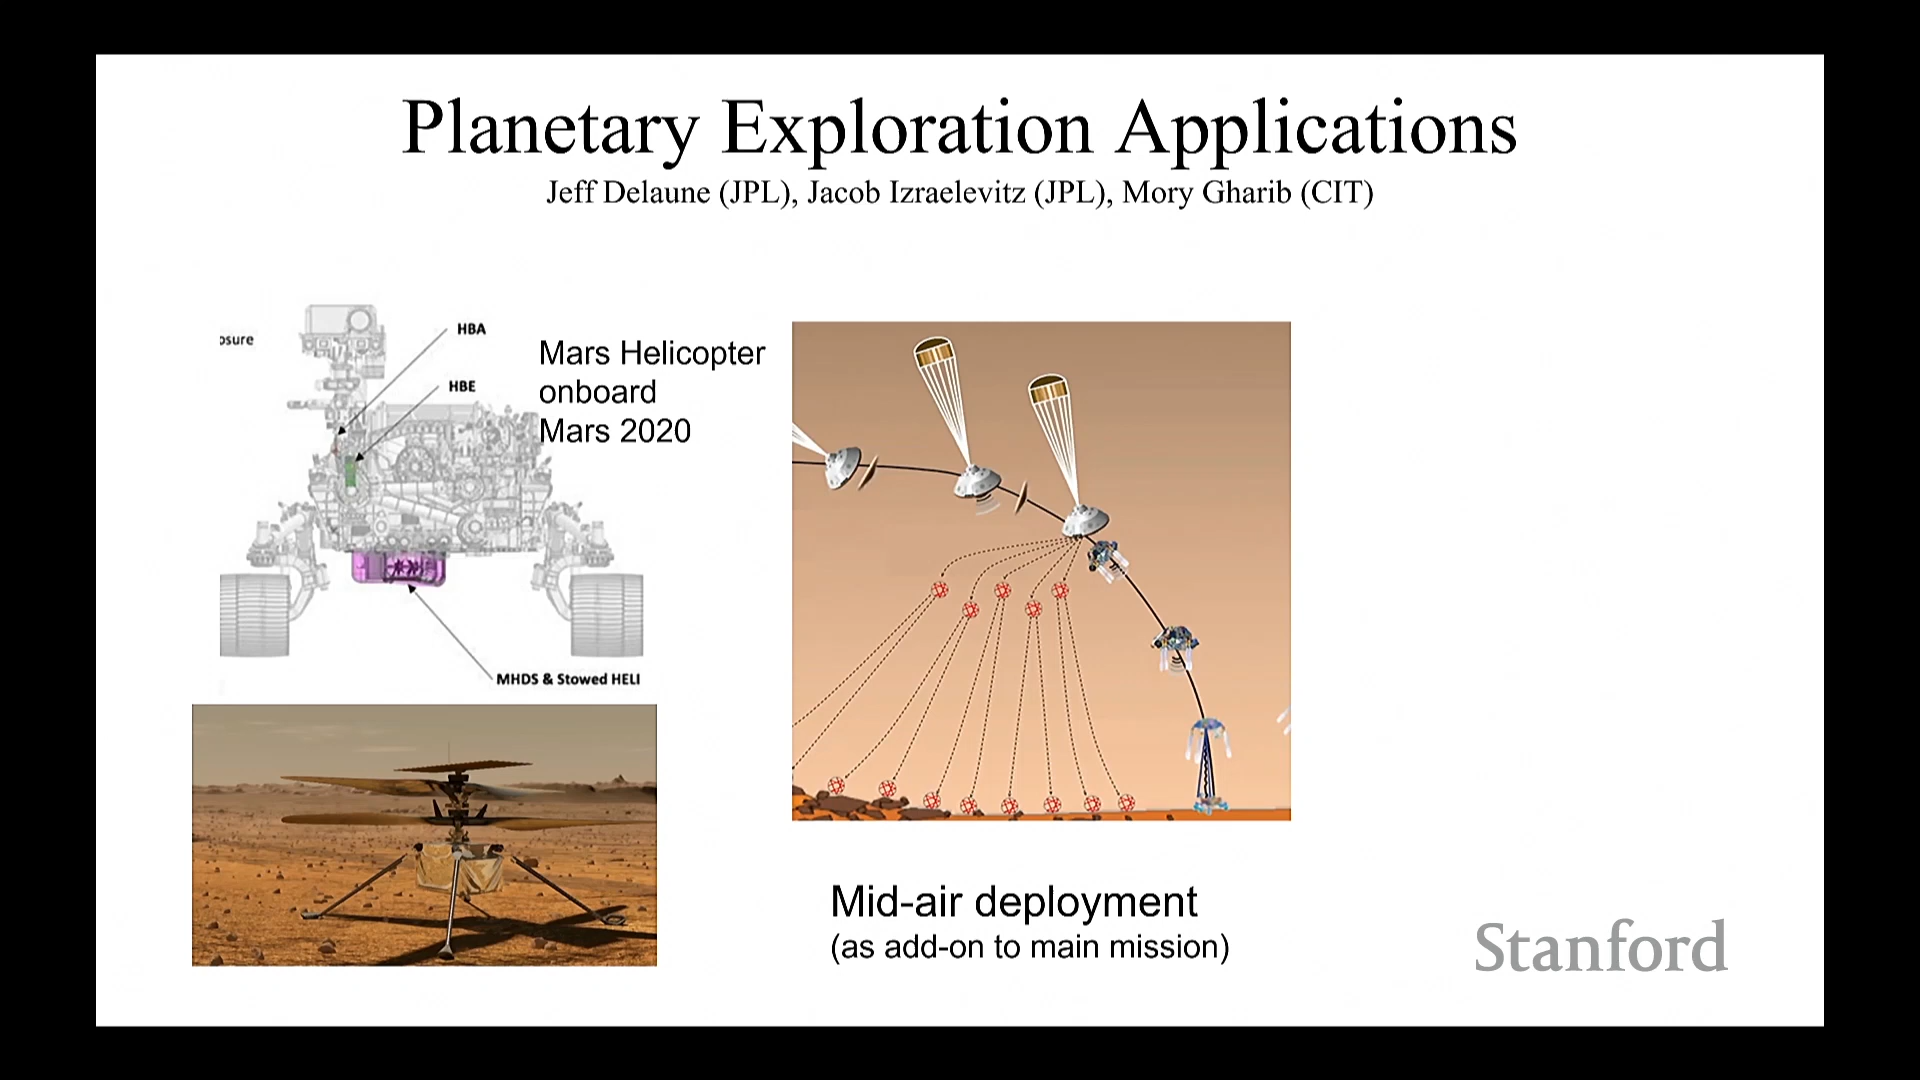 Planetary Exploration Applications
Jeff Delaune (JPL), Jacob Izraelevitz (JPL), Mory Gharib (CIT)
osure
HBA
HBE
Mars Helicopter
onboard
Mars 2020
MHDS & Stowed HELI
Mid-air deployment
(as add-on to main mission)
Stanford